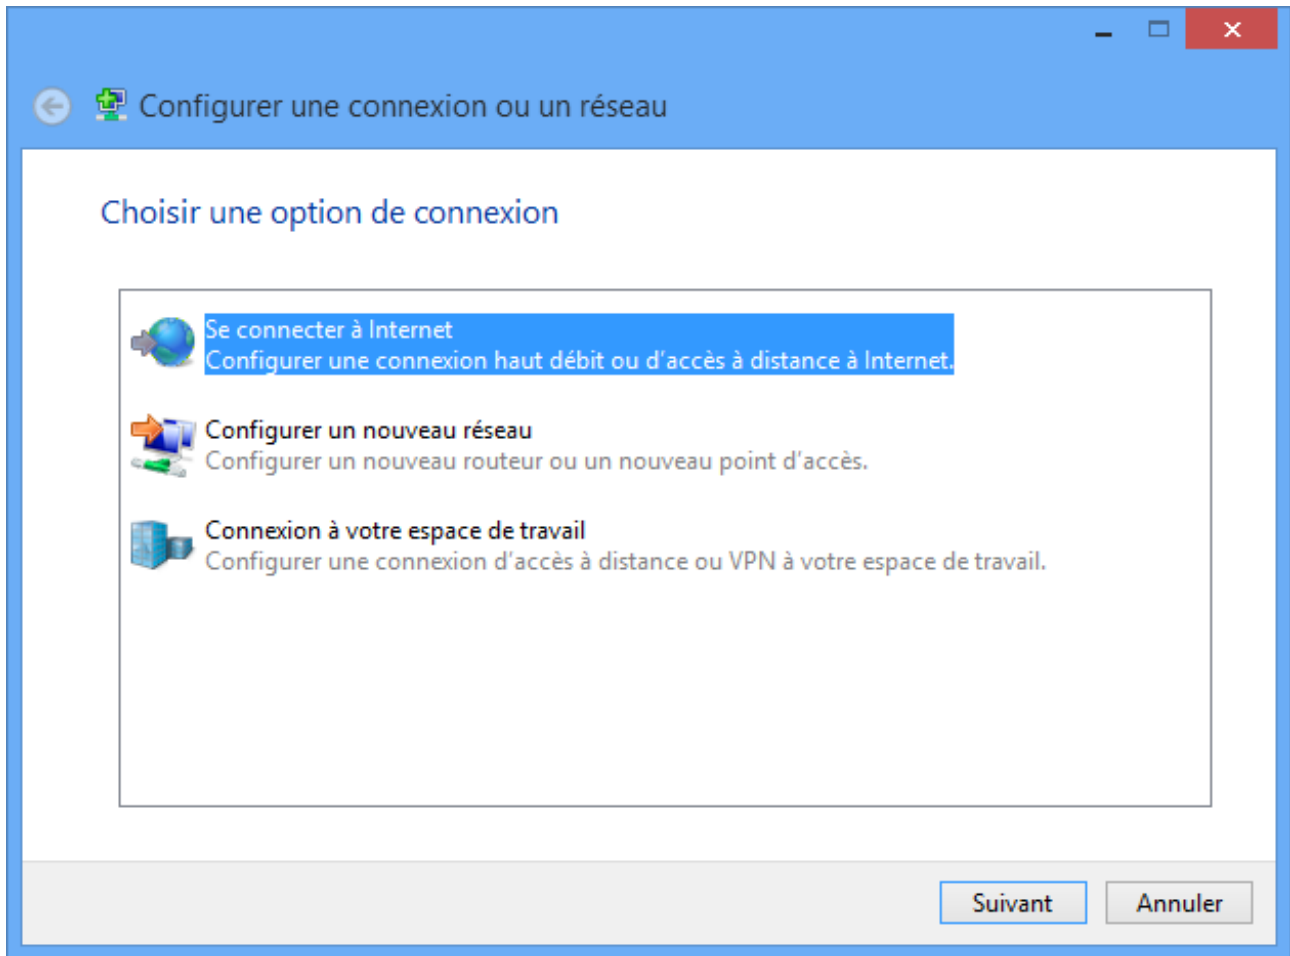 Configurer une connexion ou un réseau
Choisir une option de connexion
Se connecter à Internet
Configurer une connexion haut débit ou d'accès à distance à Internet.
Configurer un nouveau réseau
Configurer un nouveau routeur ou un nouveau point d'accès.
Connexion à votre espace de travail
Configurer une connexion d'accès à distance ou VPN à votre espace de travail.
Suivant
Annuler